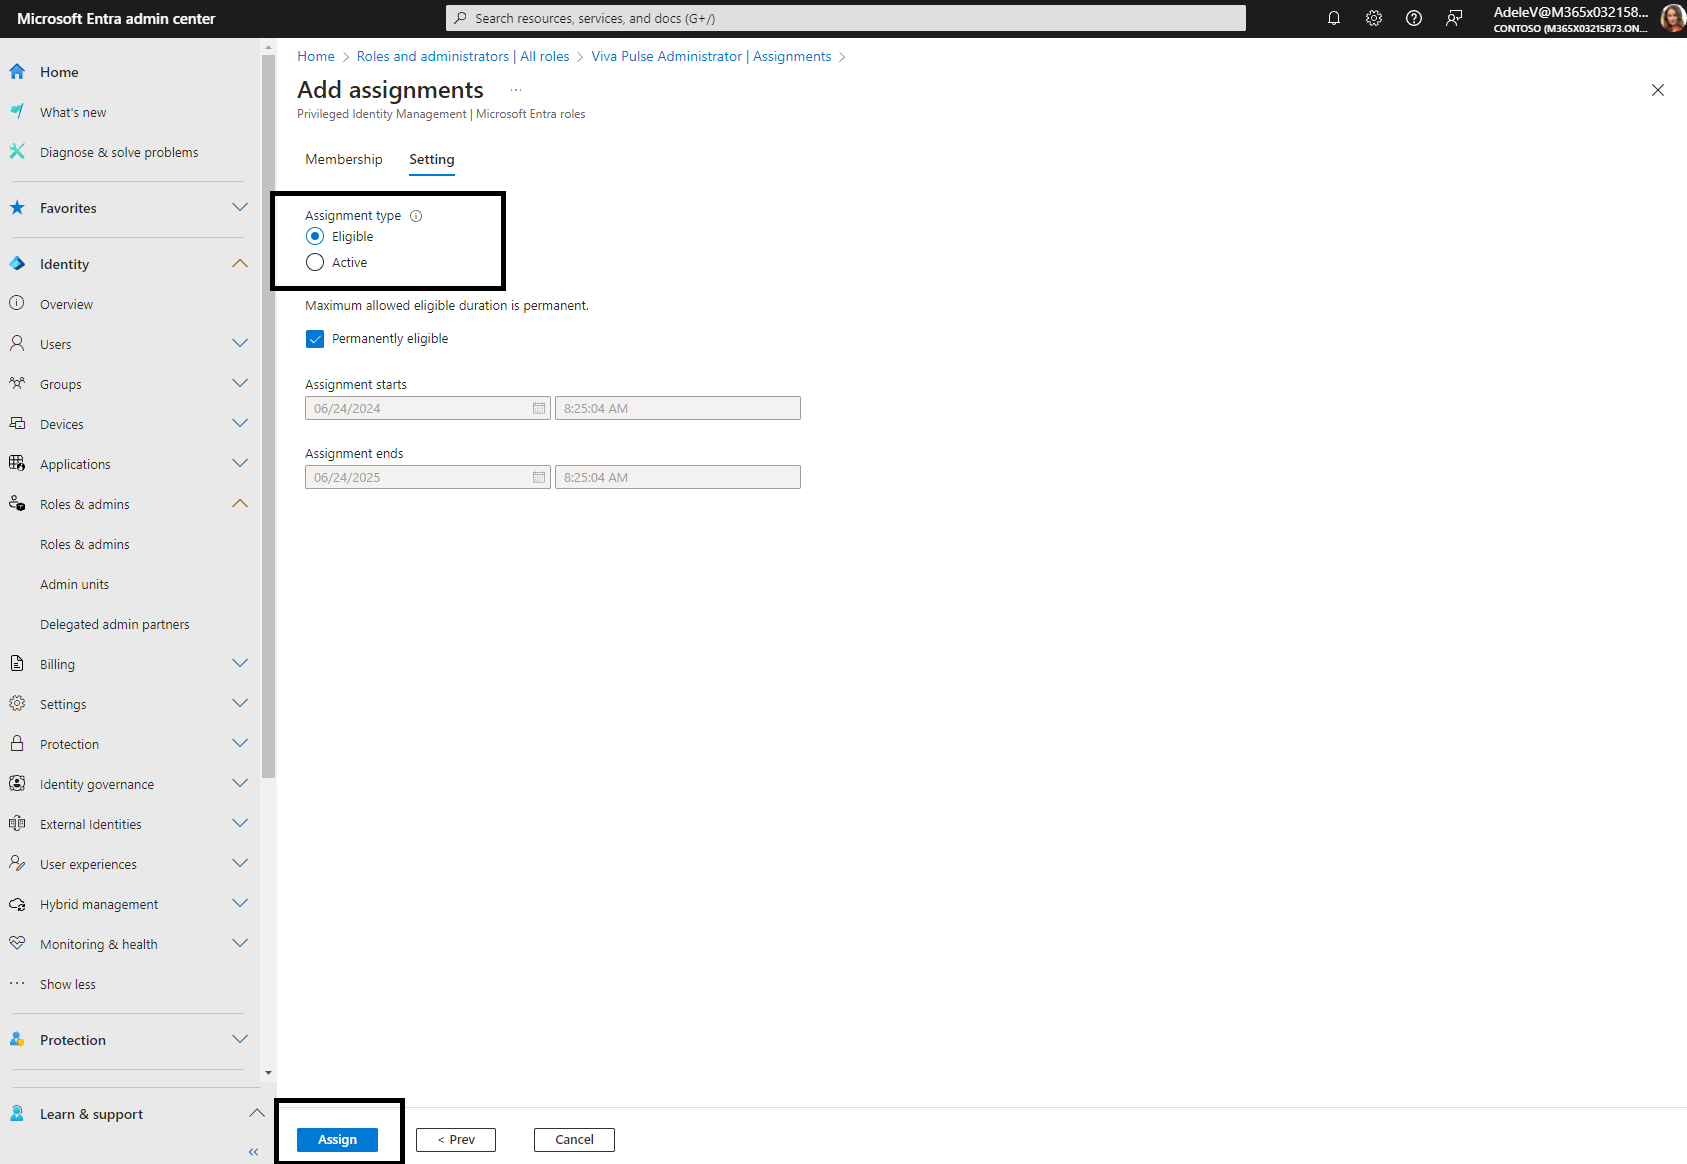 Microsoft Entra admin center
Search resources, services, and docs (G+/)
AdeleV@M365x032158...
CONTOSO (M365X03215873.ON...
Home
What's new
Diagnose & solve problems
Favorites
Identity
Overview
Users
Groups
Devices
Applications
Roles & admins
Roles & admins
Admin units
Delegated admin partners
Billing
Settings
Protection
Identity governance
External Identities
User experiences
Hybrid management
Monitoring & health
Show less
Protection
Learn & support
Home > Roles and administrators | All roles > Viva Pulse Administrator | Assignments >
Add assignments ...
Privileged Identity Management | Microsoft Entra roles
Membership Setting
Assignment type
Eligible
Active
Maximum allowed eligible duration is permanent.
Permanently eligible
Assignment starts
06/24/2024 8:25:04 AM
Assignment ends
06/24/2025 8:25:04 AM
Assign < Prev Cancel